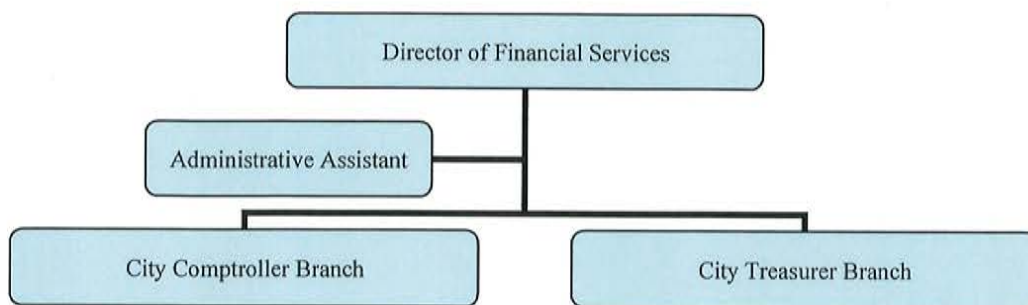 Director of Financial Services
Administrative Assistant
City Comptroller Branch
City Treasurer Branch